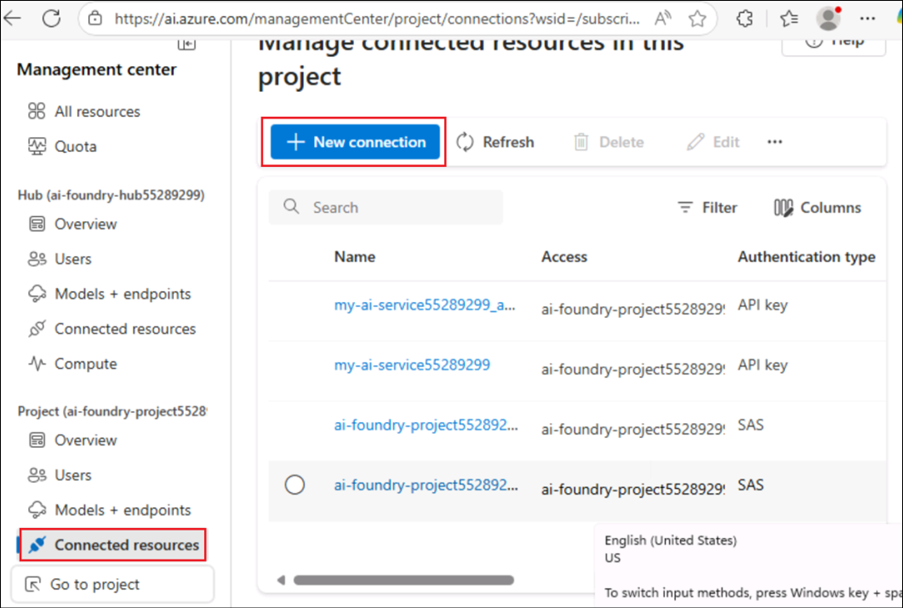 https://ai.azure.com/managementCenter/project/connections?wsid=/subscri...
Management center
All resources
Quota
Hub (ai-foundry-hub55289299)
Overview
Users
Models + endpoints
Connected resources
Compute
Project (ai-foundry-project5528
Overview
Users
Models + endpoints
Connected resources
Go to project
Manage connected resources in this
project
Help
New connection
Refresh
Delete
Edit
...
Search
Filter
Columns
Name Access Authentication type
my-ai-service55289299_a... ai-foundry-project55289299 API key
my-ai-service55289299 ai-foundry-project55289299 API key
ai-foundry-project552892... ai-foundry-project55289299 SAS
ai-foundry-project552892... ai-foundry-project55289299 SAS
English (United States)
US
To switch input methods, press Windows key + spa